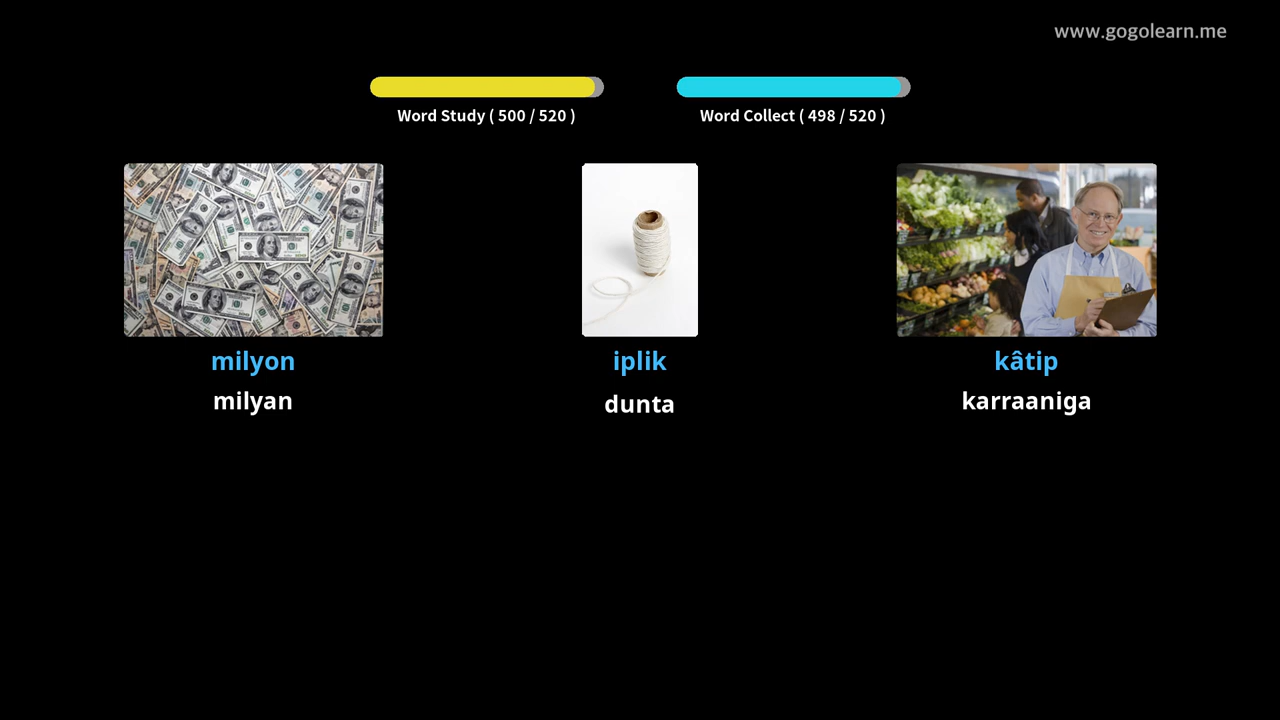 www.gogolearn.me
Word Study ( 500 / 520 )
Word Collect ( 498 / 520 )
milyon
iplik
kâtip
milyan
dunta
karraaniga